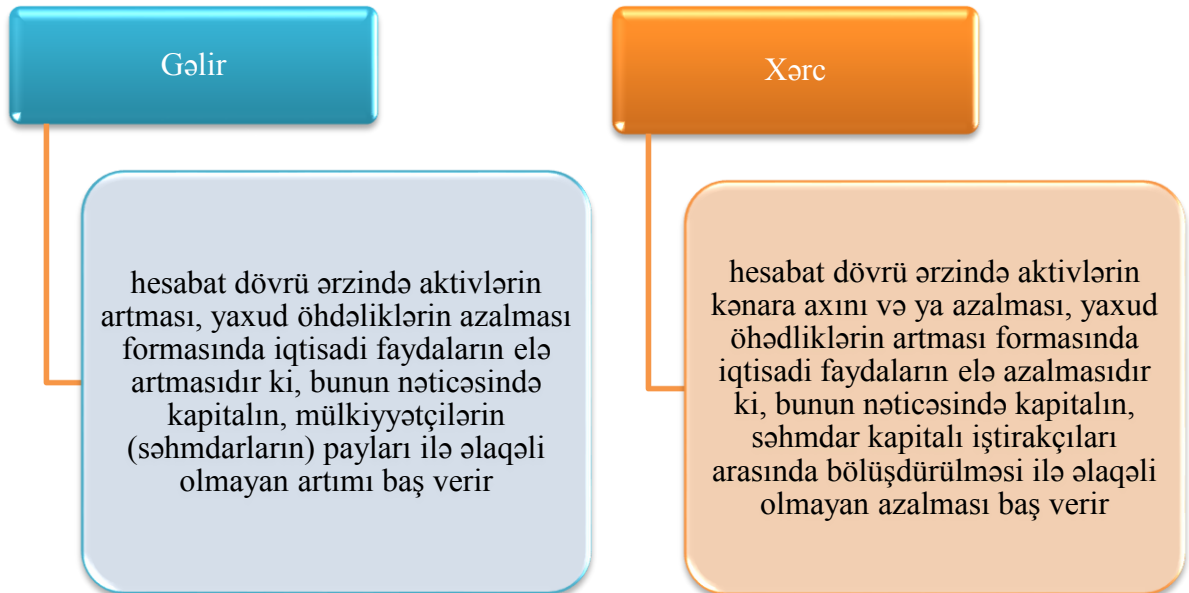 Gəlir
hesabat dövrü ərzində aktivlərin
artması, yaxud öhdəliklərin azalması
formasında iqtisadi faydaların elə
artmasıdır ki, bunun nəticəsində
kapitalın, mülkiyyətçilərin
(səhmdarların) payları ilə əlaqəli
olmayan artımı baş verir
Xərc
hesabat dövrü ərzində aktivlərin
kənara axını və ya azalması, yaxud
öhədliklərin artması formasında
iqtisadi faydaların elə azalmasıdır
ki, bunun nəticəsində kapitalın,
səhmdar kapitalı iştirakçıları
arasında bölüşdürülməsi ilə əlaqəli
olmayan azalması baş verir